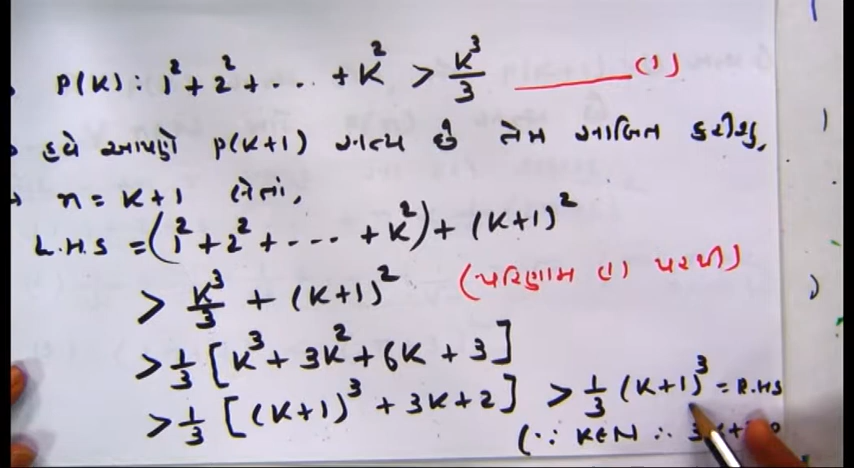 P(K): 1² + 2² + ... + K² > K³/3 ______(1)
હવે આપણે P(K+1) સત્ય છે તેમ સાબિત કરીશું,
n = K+1 લેતાં,
L.H.S = (1² + 2² + ... + K²) + (K+1)²
> K³/3 + (K+1)² (પરિણામ (1) પરથી)
> 1/3 [K³ + 3K² + 6K + 3]
> 1/3 [(K+1)³ + 3K+2] > 1/3 (K+1)³ = R.H.S
(∵ K∈N ∴